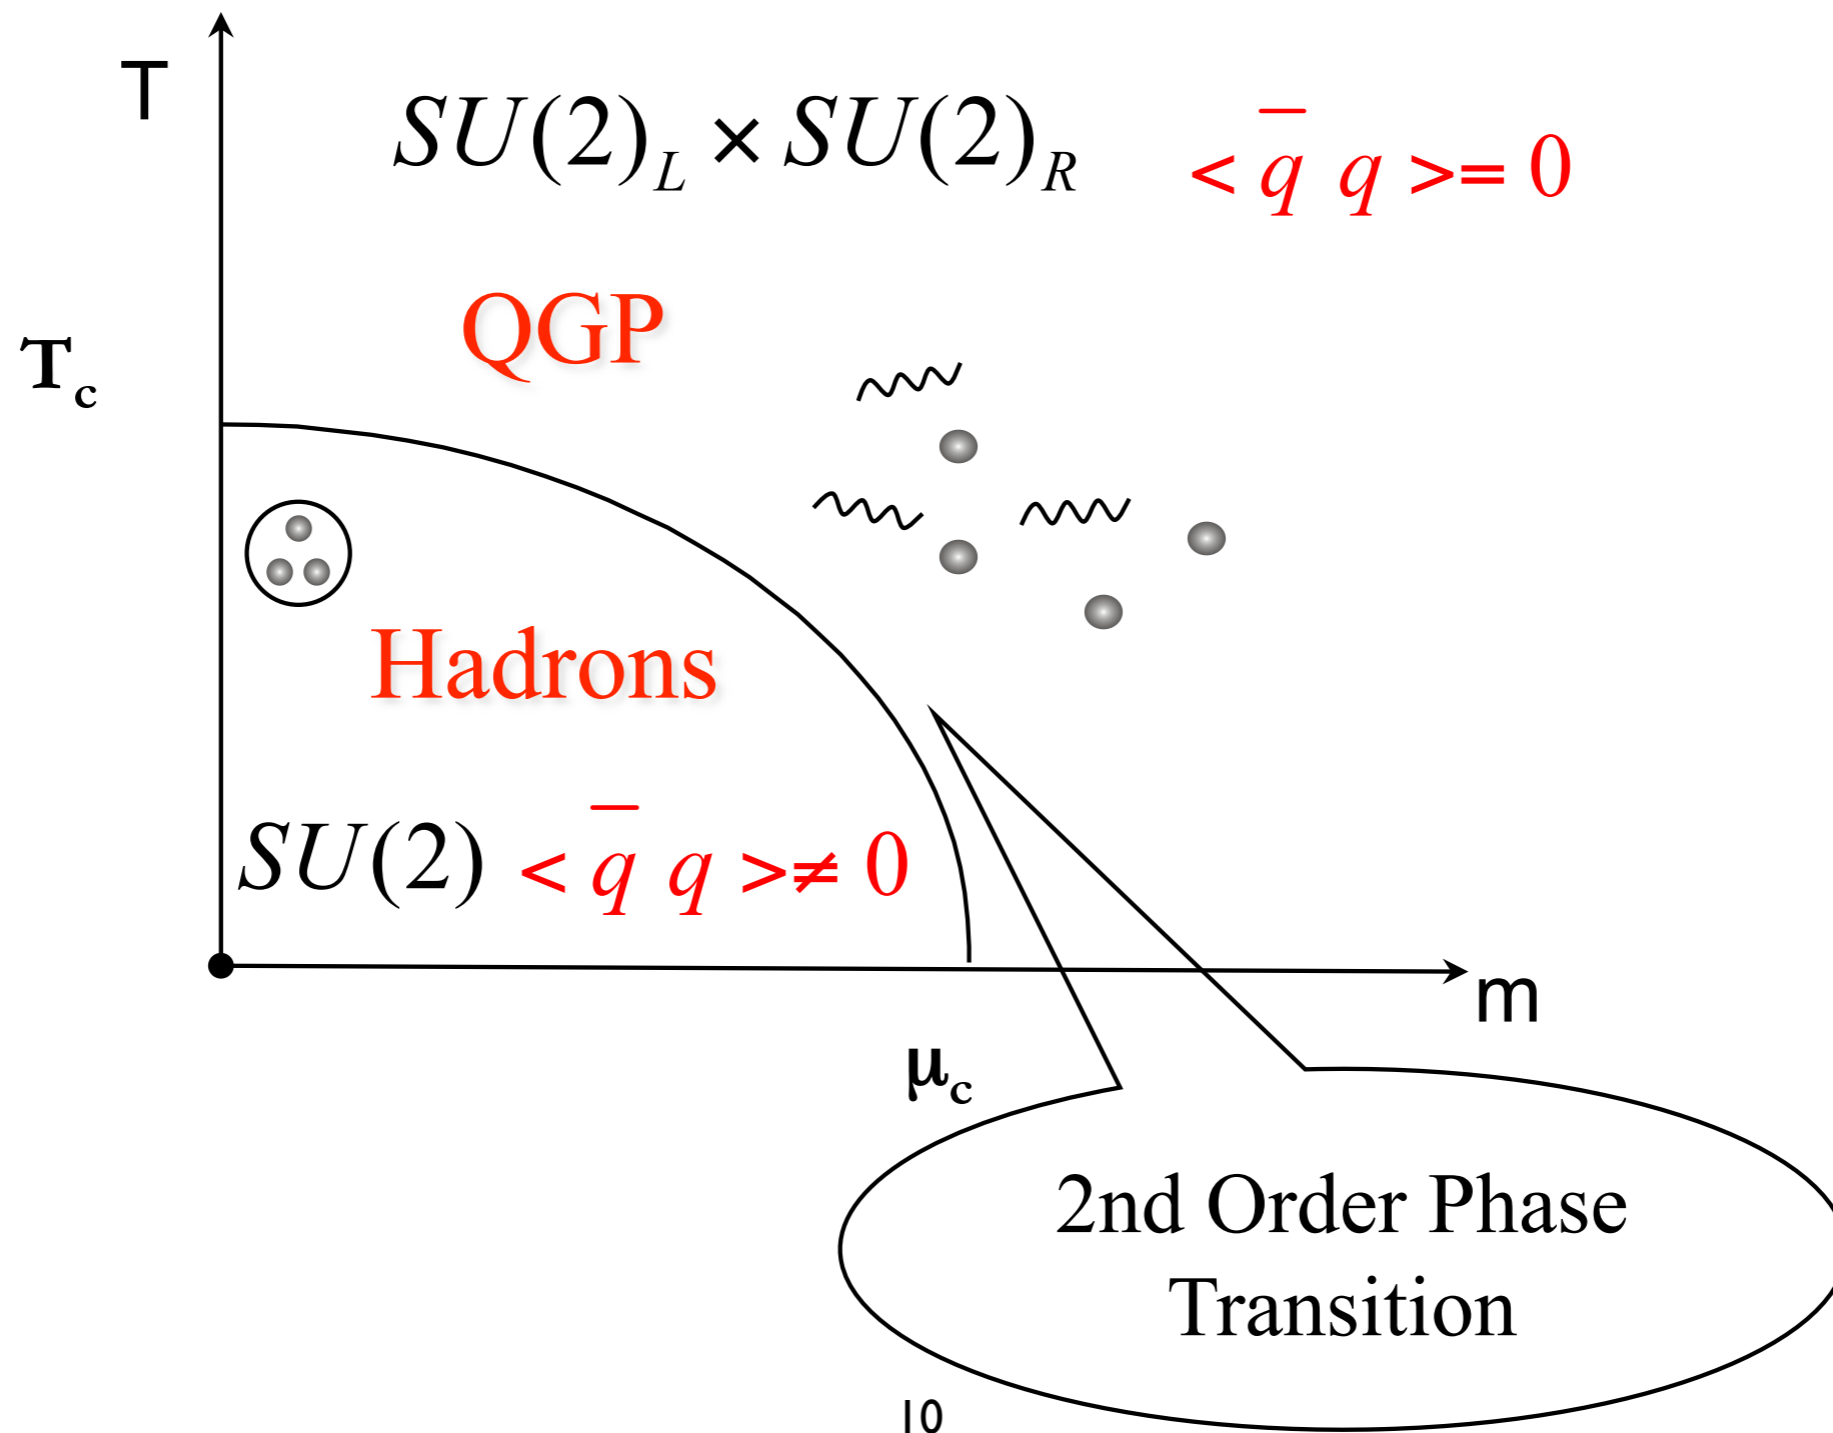 T
SU(2)_L × SU(2)_R < q̅ q >= 0
QGP
T_c
Hadrons
SU(2) < q̅ q >≠ 0
m
μ_c
2nd Order Phase
Transition
10